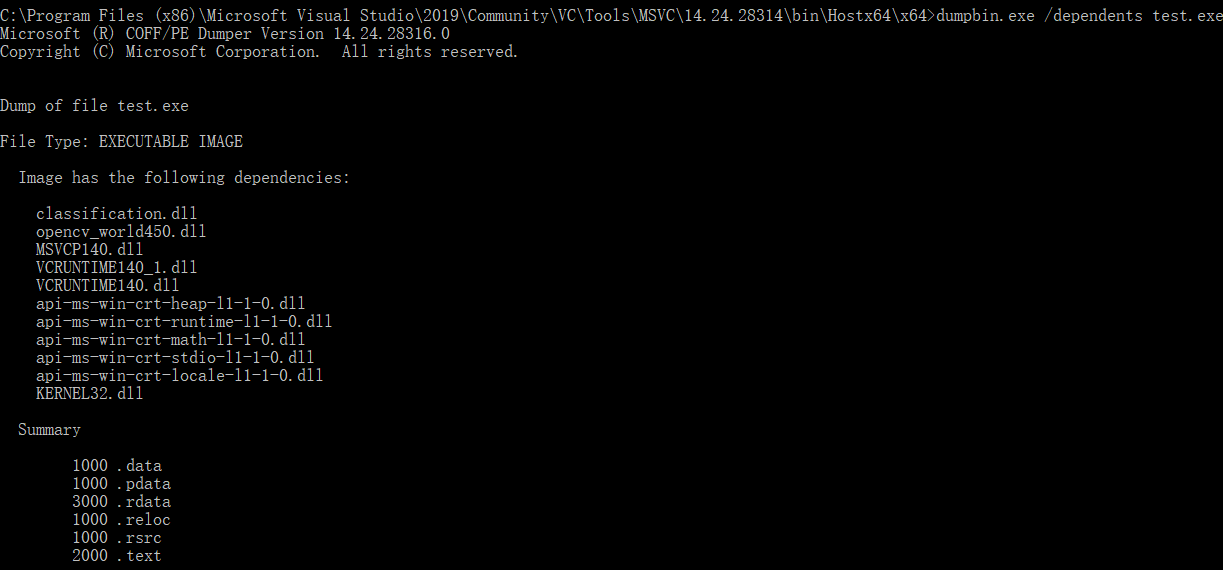 C:\Program Files (x86)\Microsoft Visual Studio\2019\Community\VC\Tools\MSVC\14.24.28314\bin\Hostx64\x64>dumpbin.exe /dependents test.exe
Microsoft (R) COFF/PE Dumper Version 14.24.28316.0
Copyright (C) Microsoft Corporation.  All rights reserved.
Dump of file test.exe
File Type: EXECUTABLE IMAGE
Image has the following dependencies:
classification.dll
opencv_world450.dll
MSVCP140.dll
VCRUNTIME140_1.dll
VCRUNTIME140.dll
api-ms-win-crt-heap-l1-1-0.dll
api-ms-win-crt-runtime-l1-1-0.dll
api-ms-win-crt-math-l1-1-0.dll
api-ms-win-crt-stdio-l1-1-0.dll
api-ms-win-crt-locale-l1-1-0.dll
KERNEL32.dll
Summary
1000 .data
1000 .pdata
3000 .rdata
1000 .reloc
1000 .rsrc
2000 .text